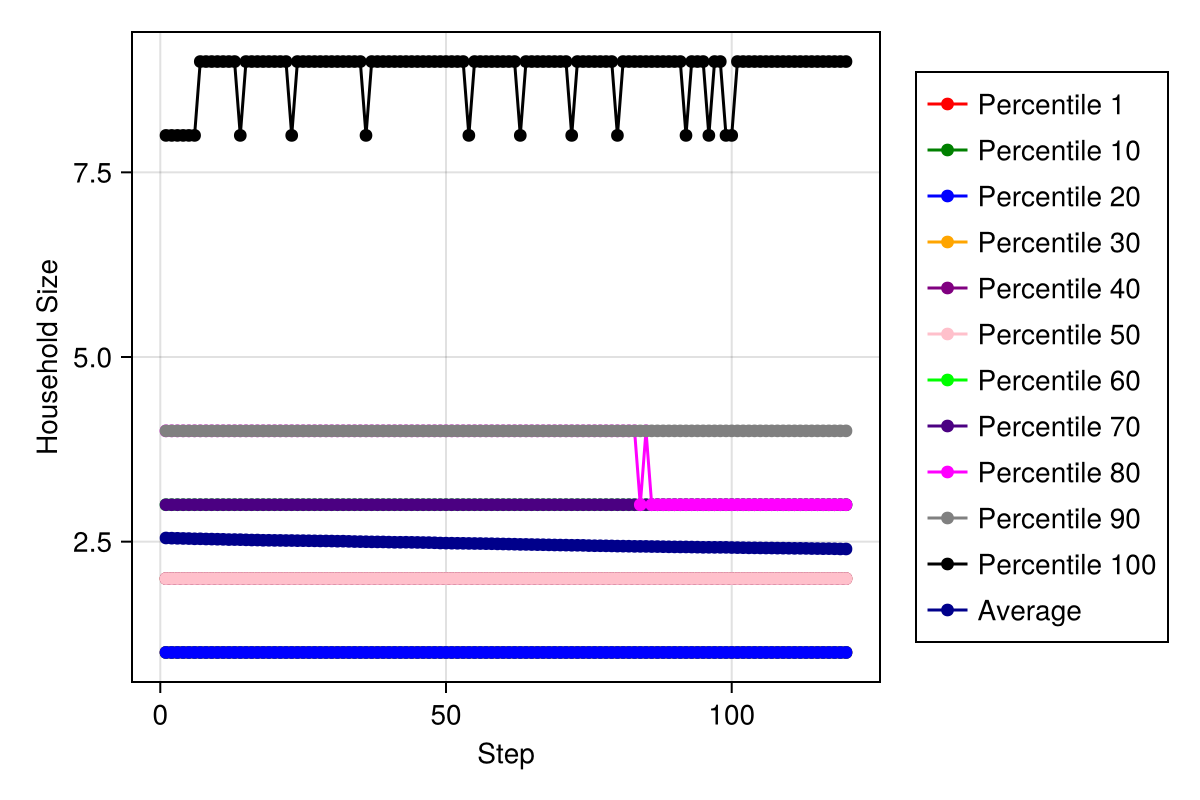 7.5
5.0
2.5
Household Size
0
50
100
Step
Percentile 1
Percentile 10
Percentile 20
Percentile 30
Percentile 40
Percentile 50
Percentile 60
Percentile 70
Percentile 80
Percentile 90
Percentile 100
Average